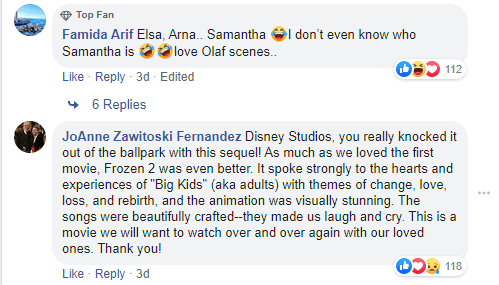 Top Fan
Famida Arif Elsa, Arna.. Samantha 😂I don't even know who
Samantha is 🤣🤣love Olaf scenes..
112
Like · Reply · 3d · Edited
6 Replies
JoAnne Zawitoski Fernandez Disney Studios, you really knocked it
out of the ballpark with this sequel! As much as we loved the first
movie, Frozen 2 was even better. It spoke strongly to the hearts and
experiences of "Big Kids" (aka adults) with themes of change, love,
loss, and rebirth, and the animation was visually stunning. The
songs were beautifully crafted--they made us laugh and cry. This is a
movie we will want to watch over and over again with our loved
ones. Thank you!
118
Like · Reply · 3d